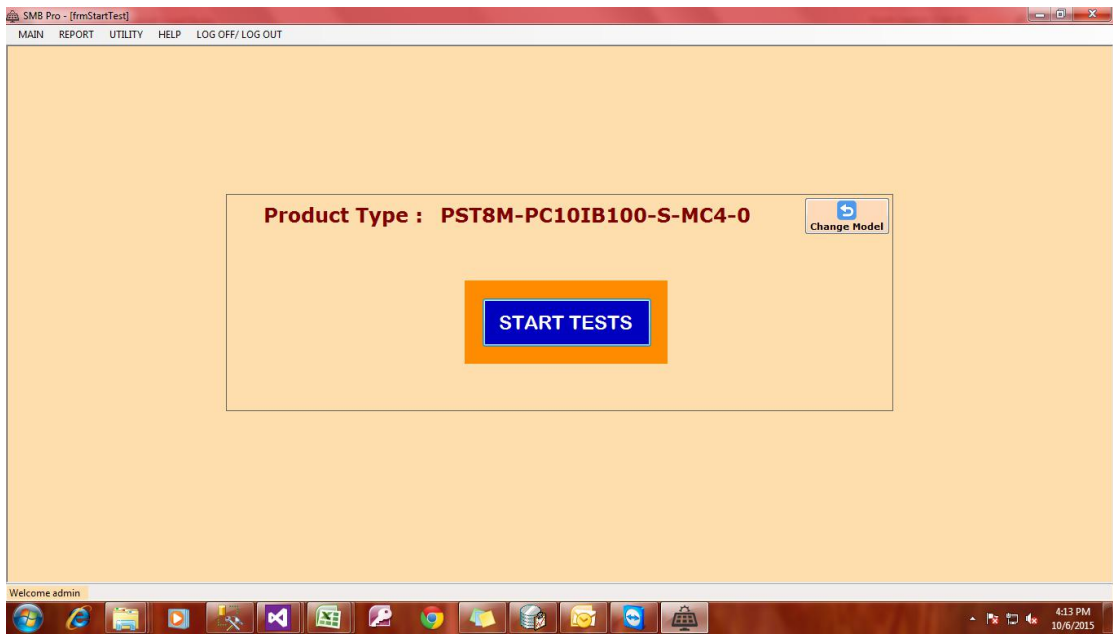 SMB Pro - [frmStartTest]
MAIN REPORT UTILITY HELP LOG OFF/ LOG OUT
Product Type : PST8M-PC10IB100-S-MC4-0
Change Model
START TESTS
Welcome admin
4:13 PM
10/6/2015